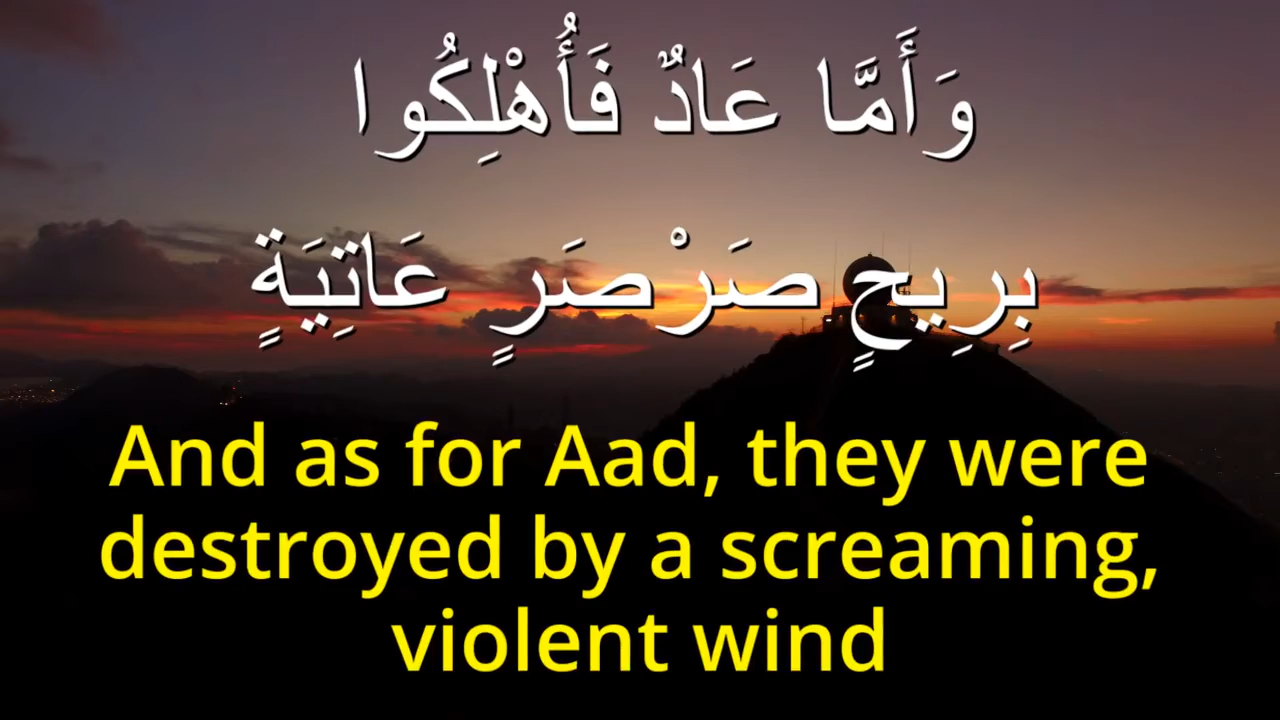 وَأَمَّا عَادٌ فَأُهْلِكُوا
بِرِيحٍ صَرْصَرٍ عَاتِيَةٍ
And as for Aad, they were
destroyed by a screaming,
violent wind